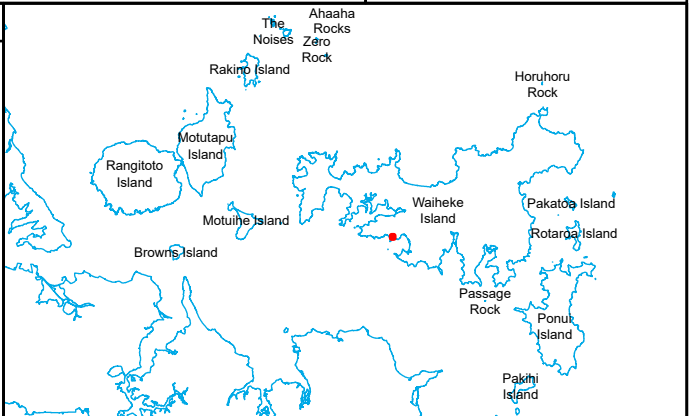 The
Noises
Ahaaha
Rocks
Zero
Rock
Rakino Island
Horuhoru
Rock
Motutapu
Island
Rangitoto
Island
Waiheke
Island
Pakatoa Island
Motuihe Island
Rotaroa Island
Browns Island
Passage
Rock
Ponui
Island
Pakihi
Island